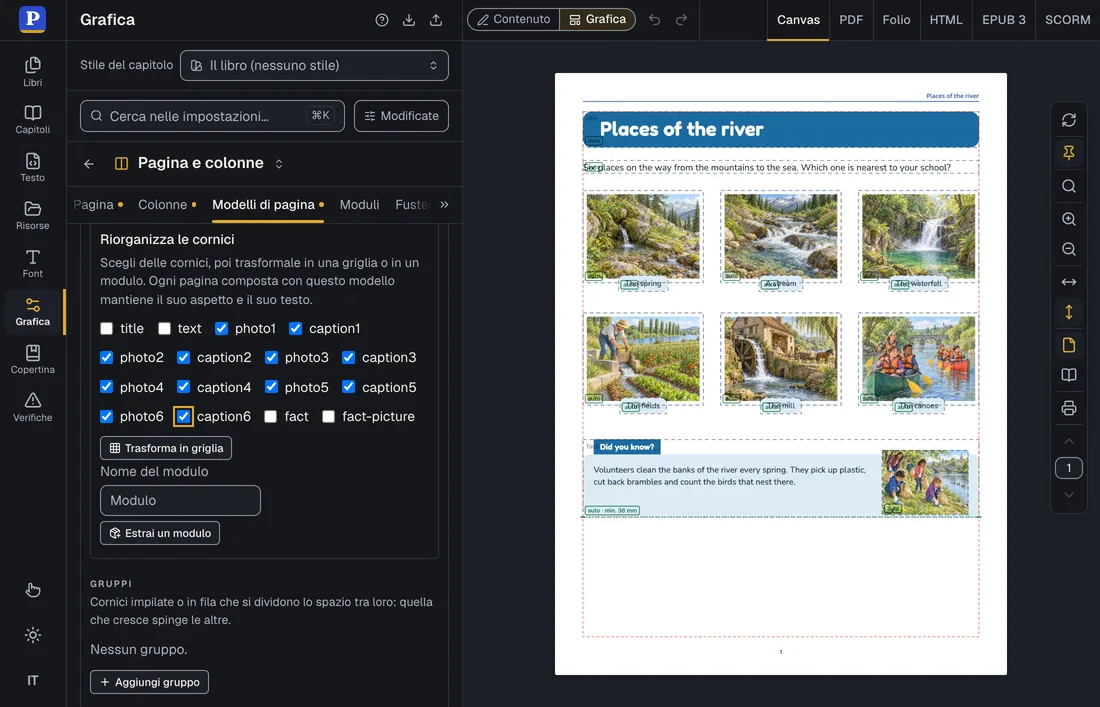 P
Grafica
Contenuto
Grafica
Canvas
PDF
Folio
HTML
EPUB 3
SCORM
Libri
Capitoli
Testo
Risorse
Font
Grafica
Copertina
Verifiche
IT
Stile del capitolo
Il libro (nessuno stile)
Cerca nelle impostazioni...
⌘K
Modificate
Pagina e colonne
Pagina
Colonne
Modelli di pagina
Moduli
Fuste
Riorganizza le cornici
Scegli delle cornici, poi trasformale in una griglia o in un
modulo. Ogni pagina composta con questo modello
mantiene il suo aspetto e il suo testo.
title
text
photo1
caption1
photo2
caption2
photo3
caption3
photo4
caption4
photo5
caption5
photo6
caption6
fact
fact-picture
Trasforma in griglia
Nome del modulo
Modulo
Estrai un modulo
GRUPPI
Cornici impilate o in fila che si dividono lo spazio tra loro: quella
che cresce spinge le altre.
Nessun gruppo.
+ Aggiungi gruppo
Places of the river
Places of the river
auto
Six places on the way from the mountains to the sea. Which one is nearest to your school?
The spring
A stream
The waterfall
The fields
The mill
The canoes
Did you know?
Volunteers clean the banks of the river every spring. They pick up plastic,
cut back brambles and count the birds that nest there.
auto · min. 36 mm
1
1